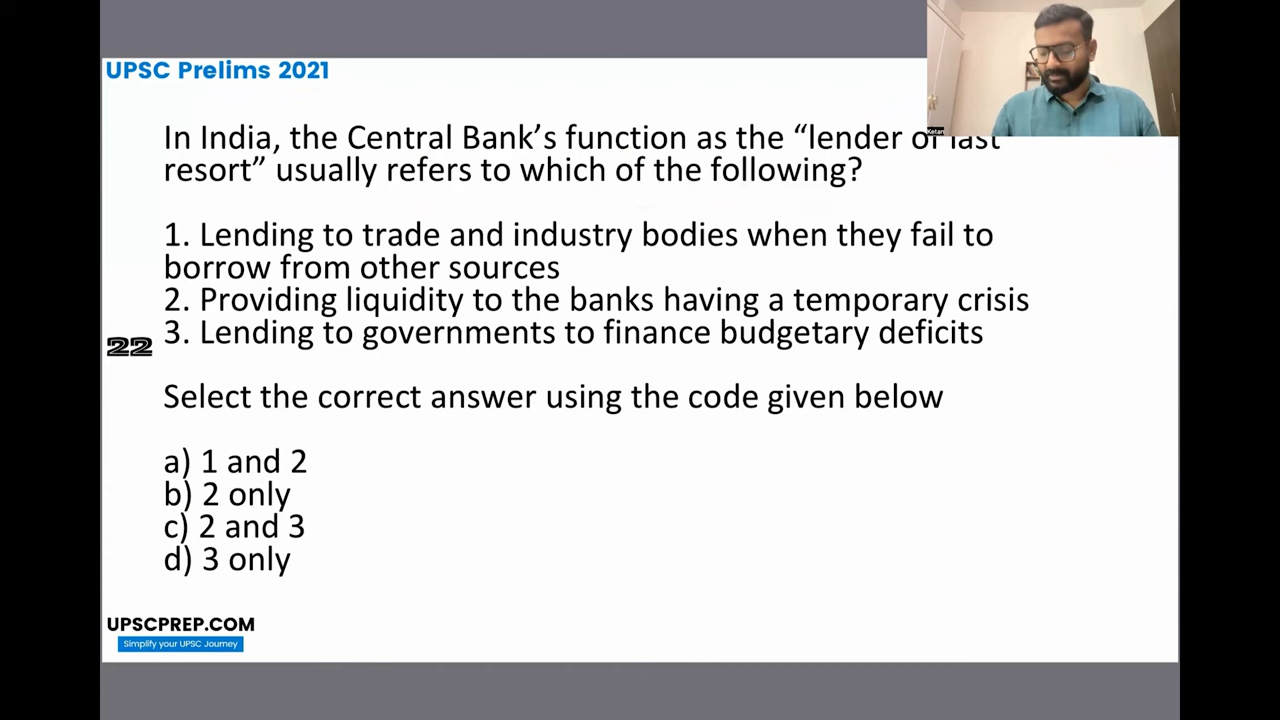 UPSC Prelims 2021
In India, the Central Bank’s function as the “lender of last
resort” usually refers to which of the following?
1. Lending to trade and industry bodies when they fail to
borrow from other sources
2. Providing liquidity to the banks having a temporary crisis
3. Lending to governments to finance budgetary deficits
22
Select the correct answer using the code given below
a) 1 and 2
b) 2 only
c) 2 and 3
d) 3 only
UPSCPREP.COM
Simplify your UPSC Journey
Ketan